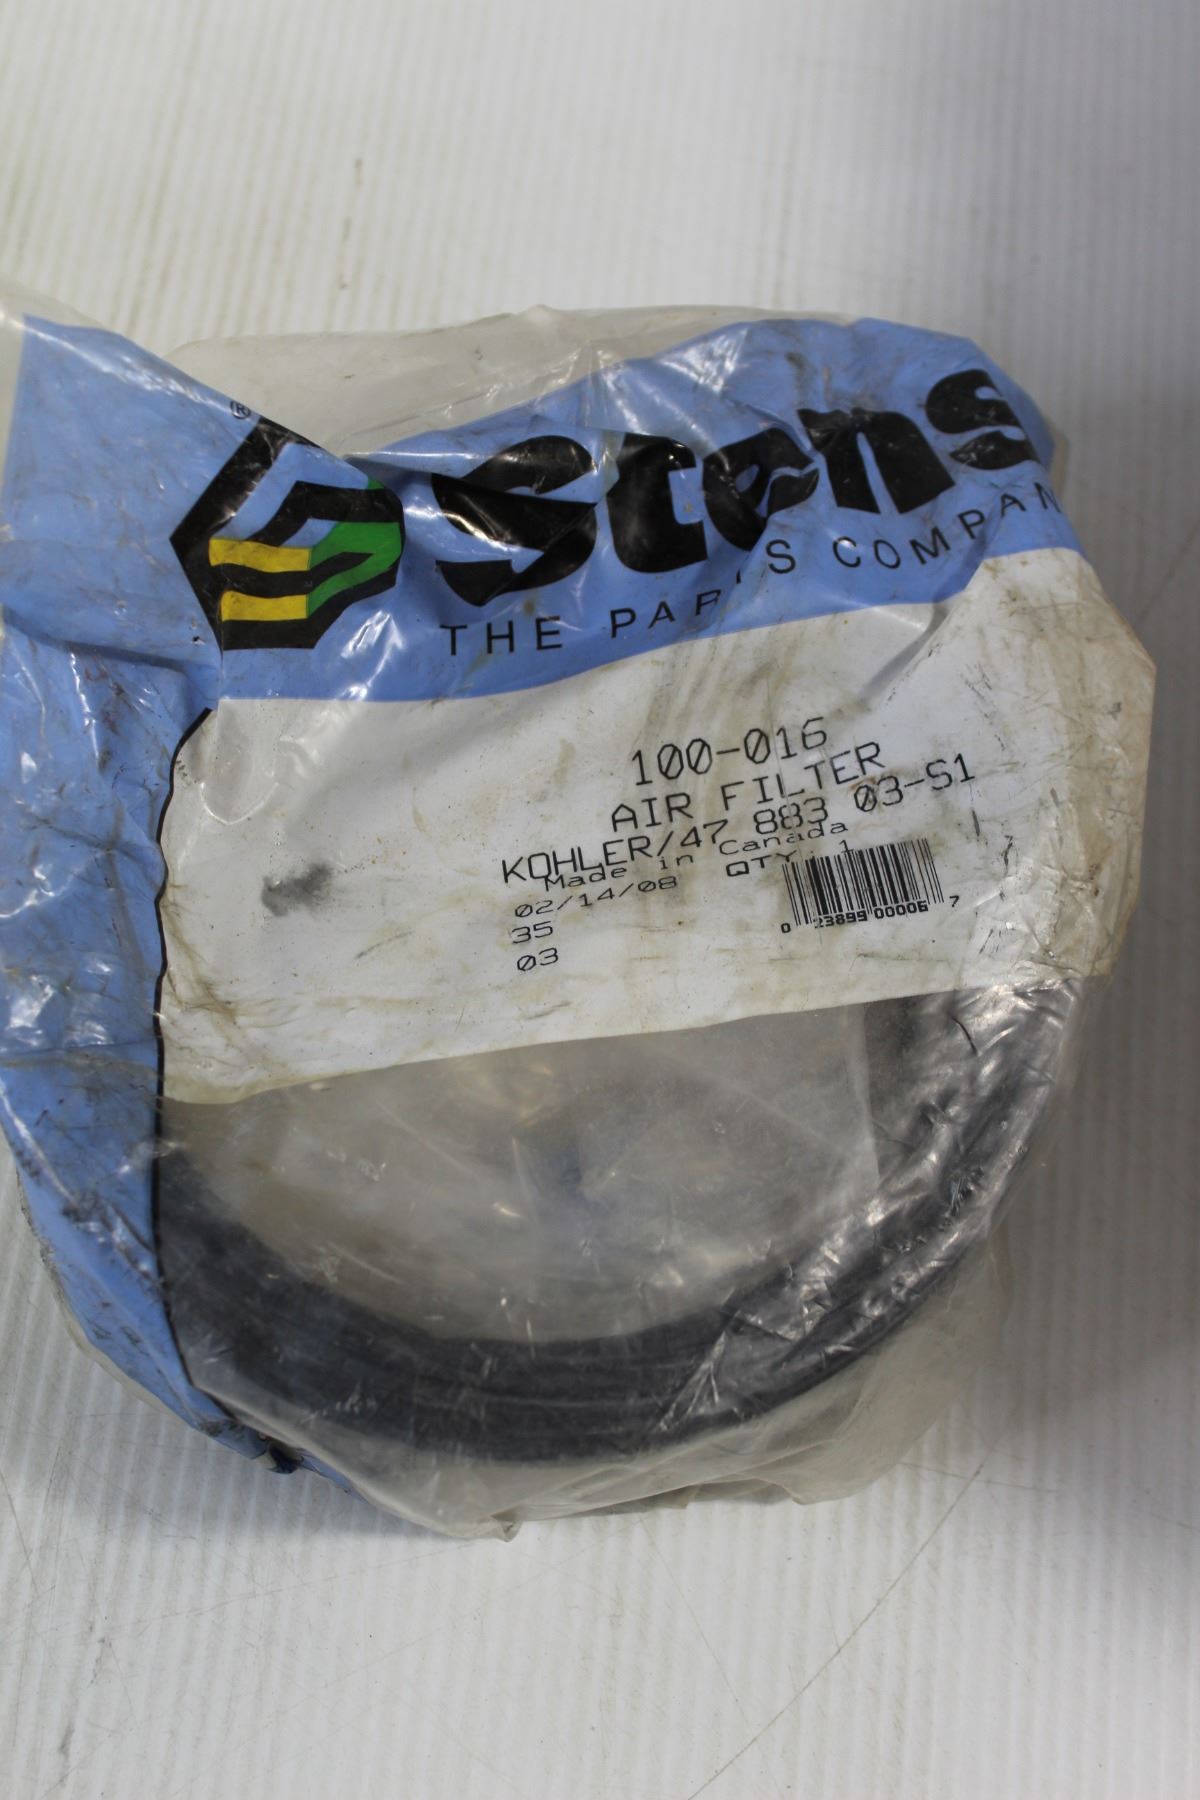 ®
Stens
THE PARTS COMPAN
100-016
AIR FILTER
KOHLER/47 883 03-S1
Made in Canada
02/14/08 QTY: 1
35
03
0 23899 00006 7